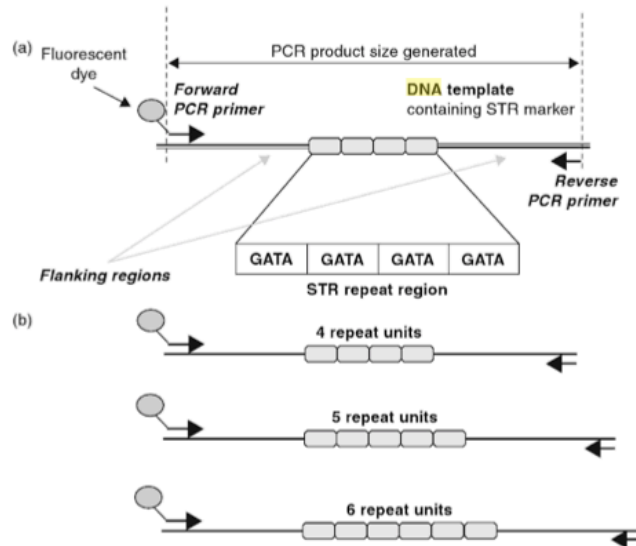 (a)
Fluorescent
dye
PCR product size generated
Forward
PCR primer
DNA template
containing STR marker
Reverse
PCR primer
Flanking regions
GATA GATA GATA GATA
STR repeat region
(b)
4 repeat units
5 repeat units
6 repeat units